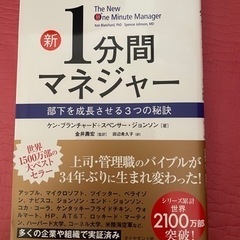 The New
One Minute Manager
Ken Blanchard, PhD Spencer Johnson, MD
新
1分間
マネジャー
部下を成長させる3つの秘訣
ケン・ブランチャード+スペンサー・ジョンソン[著]
金井壽宏[監訳] 田辺希久子[訳]
世界
1500万部の
大ベスト
セラー
上司・管理職のバイブルが
34年ぶりに生まれ変わった!
アップル、マイクロソフト、ツイッター、
コカ・コーラ、
HP、AT&T、ロッキード・マーティン
多くの企業や組織で実証済み
シリーズ累計
世界
2100万部
突破!